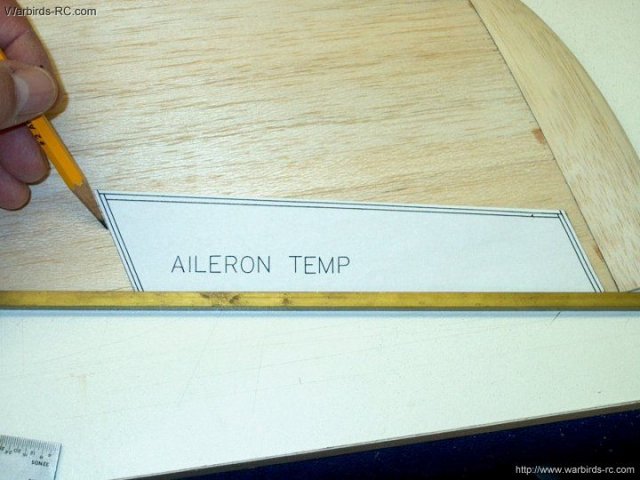 Warbirds-RC.com
AILERON TEMP
http://www.warbirds-rc.com